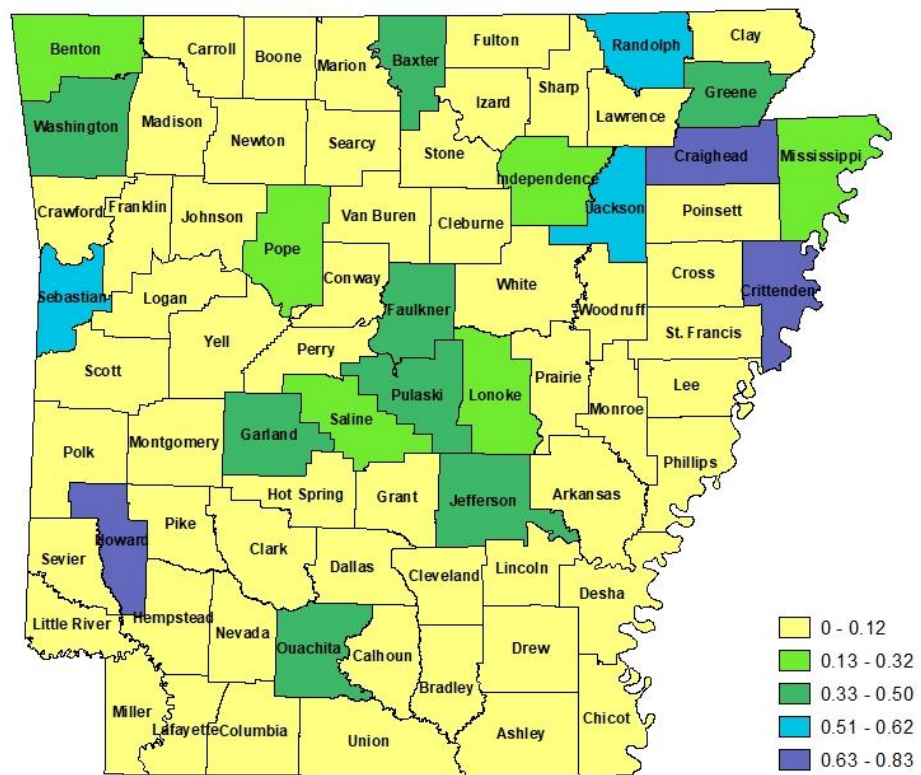 Benton
Carroll
Boone
Marion
Baxter
Fulton
Randolph
Clay
Sharp
Izard
Greene
Lawrence
Washington
Madison
Newton
Searcy
Stone
Independence
Jackson
Craighead
Mississippi
Poinsett
Crawford
Franklin
Johnson
Pope
Van Buren
Cleburne
Conway
White
Woodruff
Cross
Crittenden
Sebastian
Logan
Faulkner
St. Francis
Yell
Perry
Scott
Pulaski
Lonoke
Prairie
Lee
Monroe
Saline
Garland
Montgomery
Polk
Phillips
Hot Spring
Grant
Jefferson
Arkansas
Howard
Pike
Clark
Sevier
Dallas
Cleveland
Lincoln
Desha
Little River
Hempstead
Nevada
Ouachita
Calhoun
Bradley
Drew
Miller
Lafayette
Columbia
Union
Ashley
Chicot
0 - 0.12
0.13 - 0.32
0.33 - 0.50
0.51 - 0.62
0.63 - 0.83